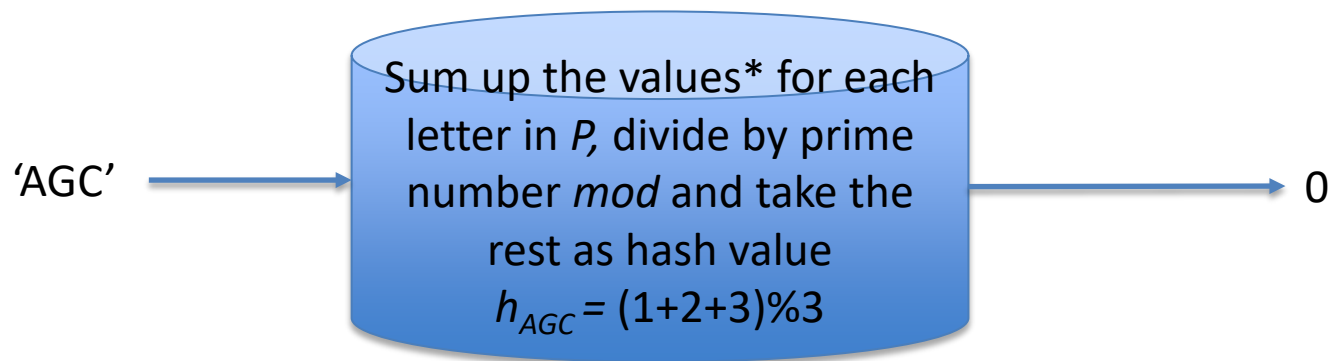 Sum up the values* for each
letter in P, divide by prime
‘AGC’
number mod and take the
0
rest as hash value
h_AGC = (1+2+3)%3